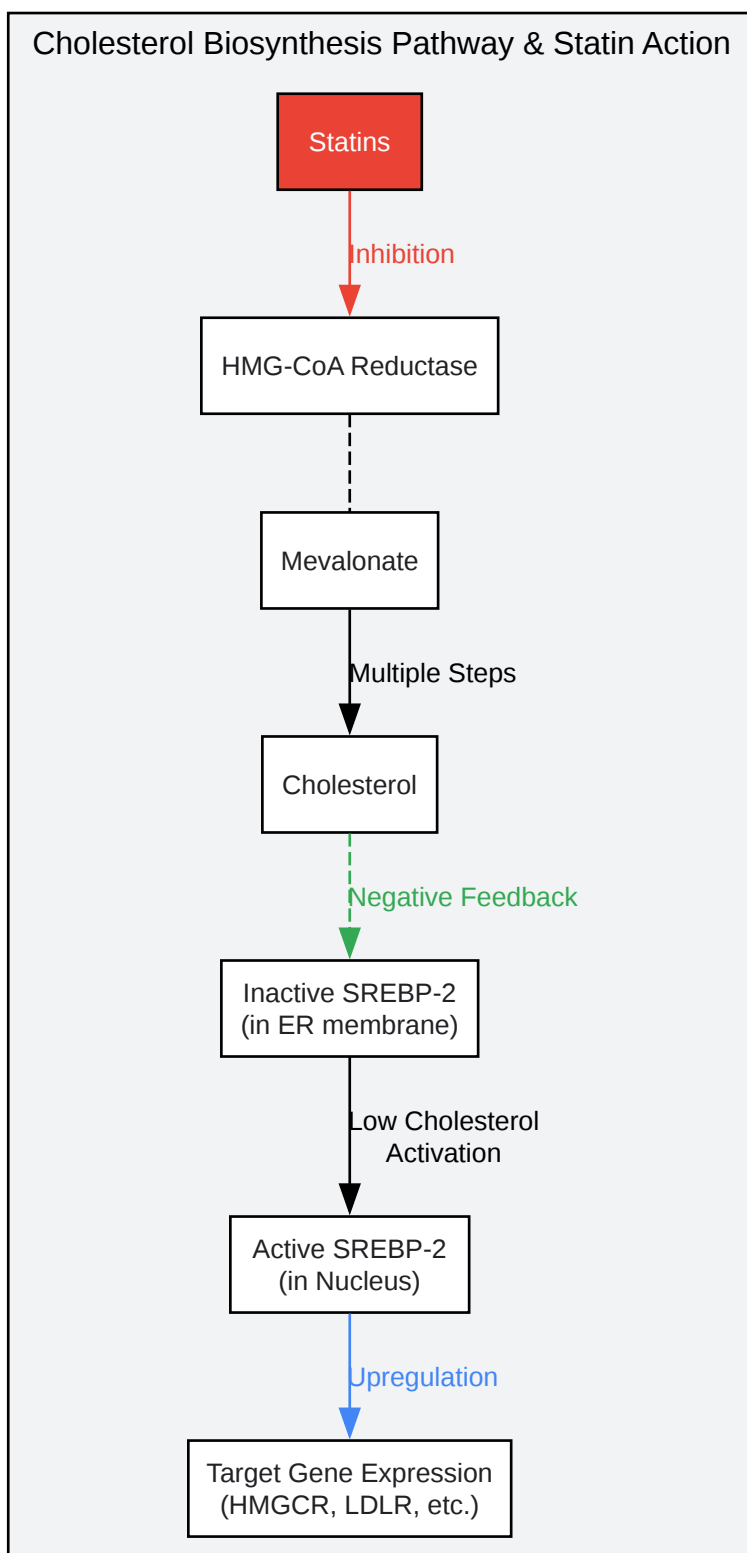 Cholesterol Biosynthesis Pathway & Statin Action
Statins
Inhibition
HMG-CoA Reductase
Mevalonate
Multiple Steps
Cholesterol
Negative Feedback
Inactive SREBP-2
(in ER membrane)
Low Cholesterol
Activation
Active SREBP-2
(in Nucleus)
Upregulation
Target Gene Expression
(HMGCR, LDLR, etc.)